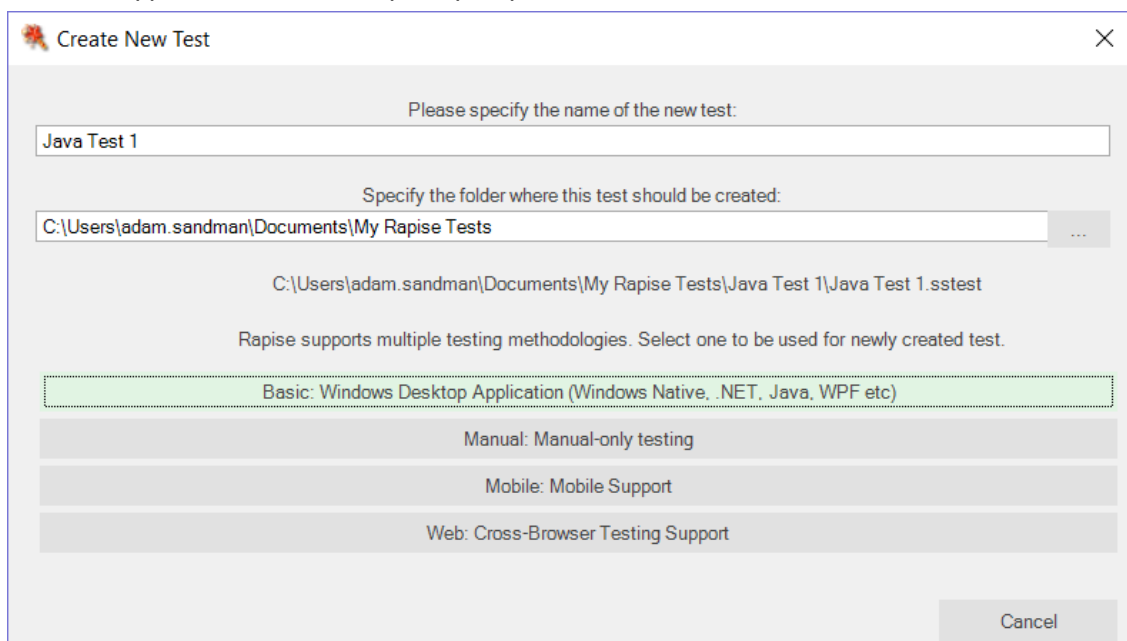 Create New Test
Please specify the name of the new test:
Java Test 1
Specify the folder where this test should be created:
C:\Users\adam.sandman\Documents\My Rapise Tests
...
C:\Users\adam.sandman\Documents\My Rapise Tests\Java Test 1\Java Test 1.sstest
Rapise supports multiple testing methodologies. Select one to be used for newly created test.
Basic: Windows Desktop Application (Windows Native, .NET, Java, WPF etc)
Manual: Manual-only testing
Mobile: Mobile Support
Web: Cross-Browser Testing Support
Cancel